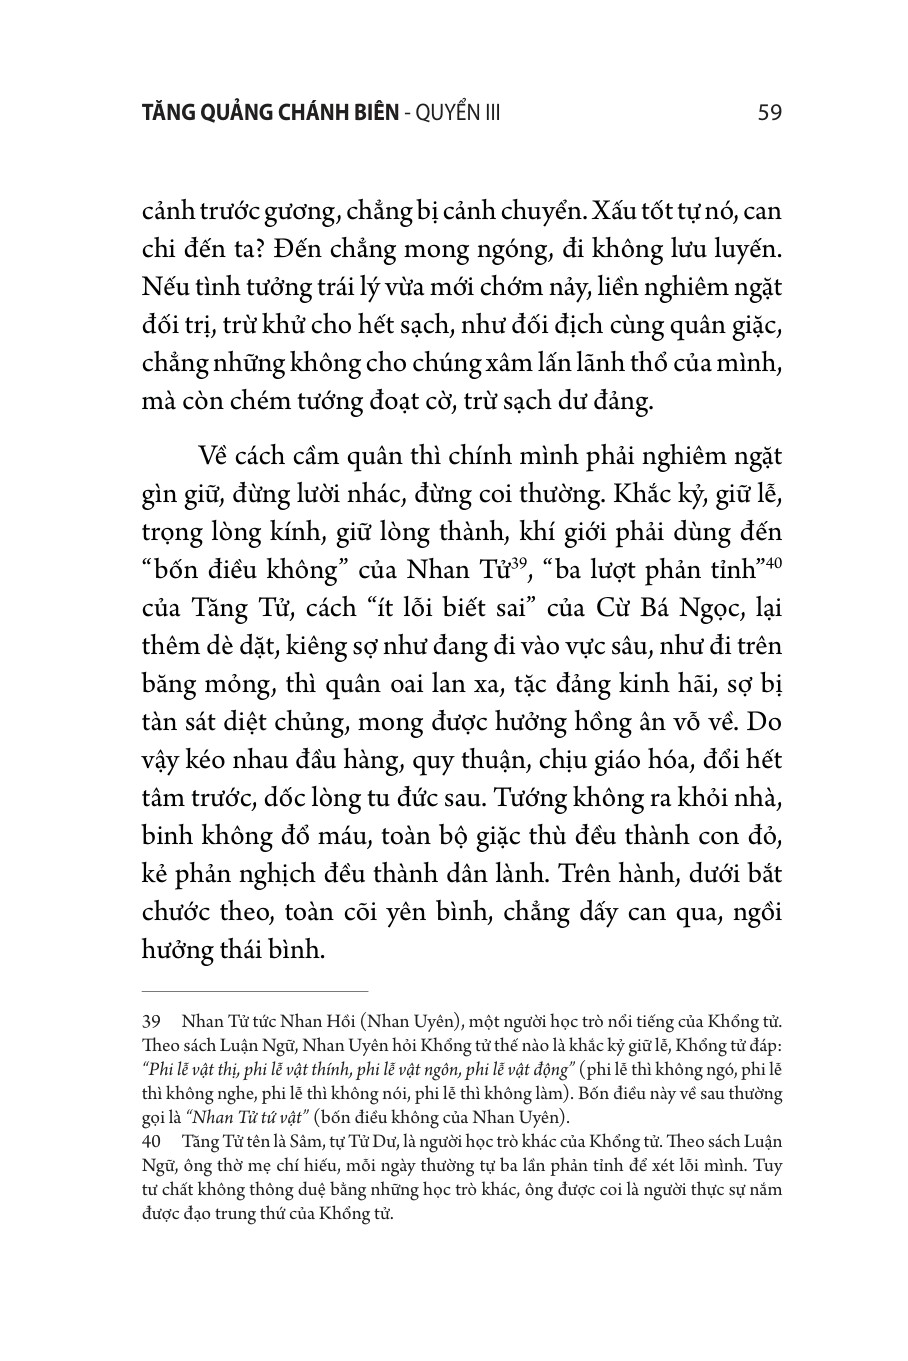 TĂNG QUẢNG CHÁNH BIÊN - QUYỂN III 59
cảnh trước gương, chẳng bị cảnh chuyển. Xấu tốt tự nó, can
chi đến ta? Đến chẳng mong ngóng, đi không lưu luyến.
Nếu tình tưởng trái lý vừa mới chớm nảy, liền nghiêm ngặt
đối trị, trừ khử cho hết sạch, như đối địch cùng quân giặc,
chẳng những không cho chúng xâm lấn lãnh thổ của mình,
mà còn chém tướng đoạt cờ, trừ sạch dư đảng.
Về cách cầm quân thì chính mình phải nghiêm ngặt
gìn giữ, đừng lười nhác, đừng coi thường. Khắc kỷ, giữ lễ,
trọng lòng kính, giữ lòng thành, khí giới phải dùng đến
“bốn điều không” của Nhan Tử39, “ba lượt phản tỉnh”40
của Tăng Tử, cách “ít lỗi biết sai” của Cừ Bá Ngọc, lại
thêm dè dặt, kiêng sợ như đang đi vào vực sâu, như đi trên
băng mỏng, thì quân oai lan xa, tặc đảng kinh hãi, sợ bị
tàn sát diệt chủng, mong được hưởng hồng ân vỗ về. Do
vậy kéo nhau đầu hàng, quy thuận, chịu giáo hóa, đổi hết
tâm trước, dốc lòng tu đức sau. Tướng không ra khỏi nhà,
binh không đổ máu, toàn bộ giặc thù đều thành con đỏ,
kẻ phản nghịch đều thành dân lành. Trên hành, dưới bắt
chước theo, toàn cõi yên bình, chẳng dấy can qua, ngồi
hưởng thái bình.
39 Nhan Tử tức Nhan Hồi (Nhan Uyên), một người học trò nổi tiếng của Khổng tử.
Theo sách Luận Ngữ, Nhan Uyên hỏi Khổng tử thế nào là khắc kỷ giữ lễ, Khổng tử đáp:
“Phi lễ vật thị, phi lễ vật thính, phi lễ vật ngôn, phi lễ vật động” (phi lễ thì không ngó, phi lễ
thì không nghe, phi lễ thì không nói, phi lễ thì không làm). Bốn điều này về sau thường
gọi là “Nhan Tử tứ vật” (bốn điều không của Nhan Uyên).
40 Tăng Tử tên là Sâm, tự Tử Dư, là người học trò khác của Khổng tử. Theo sách Luận
Ngữ, ông thờ mẹ chí hiếu, mỗi ngày thường tự ba lần phản tỉnh để xét lỗi mình. Tuy
tư chất không thông duệ bằng những học trò khác, ông được coi là người thực sự nắm
được đạo trung thứ của Khổng tử.